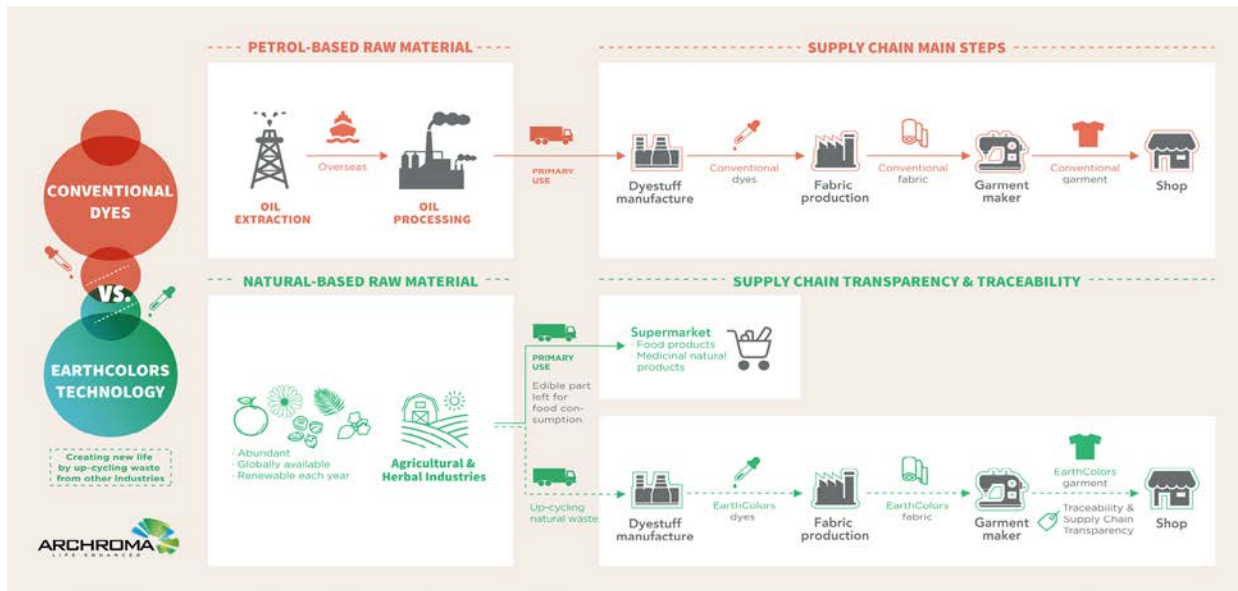 PETROL-BASED RAW MATERIAL
SUPPLY CHAIN MAIN STEPS
CONVENTIONAL
DYES
VS.
EARTHCOLORS
TECHNOLOGY
Creating new life
by up-cycling waste
from other industries
ARCHROMA
LIFE ENHANCED
Overseas
OIL
EXTRACTION
OIL
PROCESSING
PRIMARY
USE
Dyestuff
manufacture
Conventional
dyes
Fabric
production
Conventional
fabric
Garment
maker
Conventional
garment
Shop
NATURAL-BASED RAW MATERIAL
SUPPLY CHAIN TRANSPARENCY & TRACEABILITY
· Abundant
· Globally available
· Renewable each year
Agricultural &
Herbal Industries
PRIMARY
USE
Edible part
left for
food con-
sumption
Supermarket
· Food products
· Medicinal natural
products
Up-cycling
natural waste
Dyestuff
manufacture
EarthColors
dyes
Fabric
production
EarthColors
fabric
Garment
maker
EarthColors
garment
Traceability &
Supply Chain
Transparency
Shop